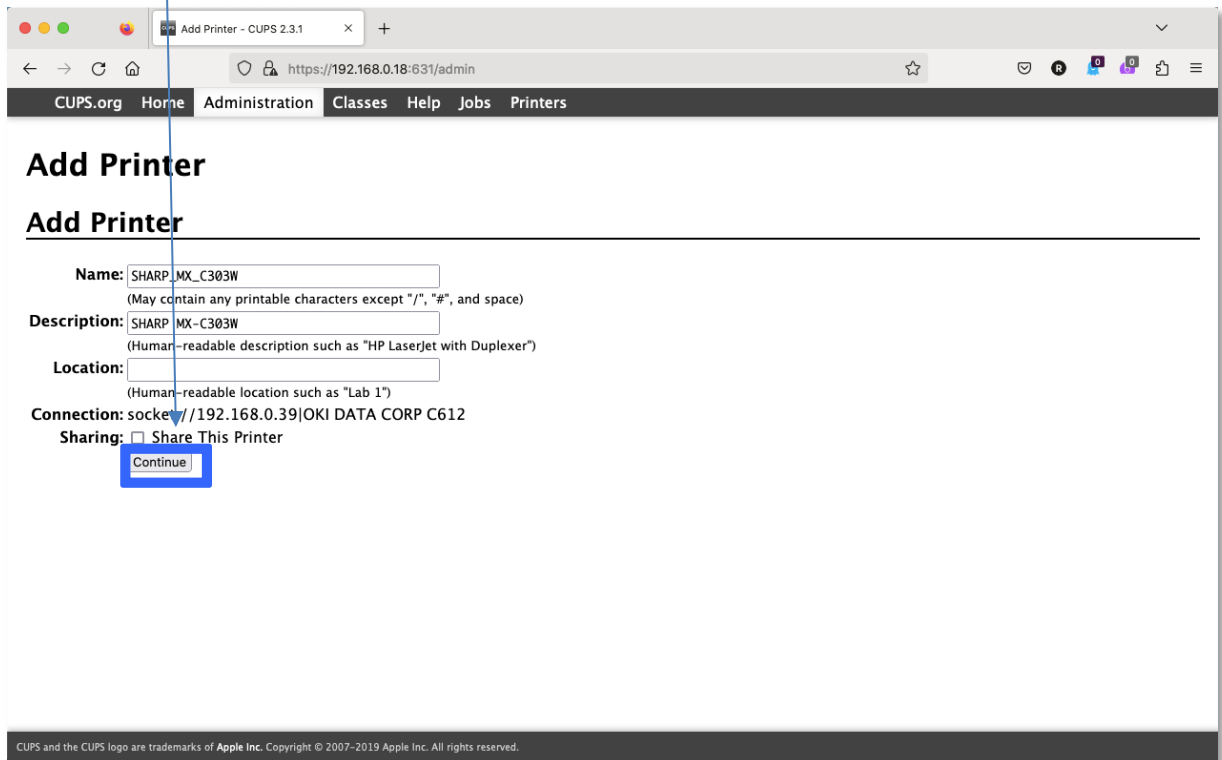 Add Printer - CUPS 2.3.1
https://192.168.0.18:631/admin
CUPS.org Home Administration Classes Help Jobs Printers
Add Printer
Add Printer
Name: SHARP_MX_C303W
(May contain any printable characters except "/", "#", and space)
Description: SHARP MX-C303W
(Human-readable description such as "HP LaserJet with Duplexer")
Location:
(Human-readable location such as "Lab 1")
Connection: socket://192.168.0.39|OKI DATA CORP C612
Sharing: Share This Printer
Continue
CUPS and the CUPS logo are trademarks of Apple Inc. Copyright © 2007-2019 Apple Inc. All rights reserved.